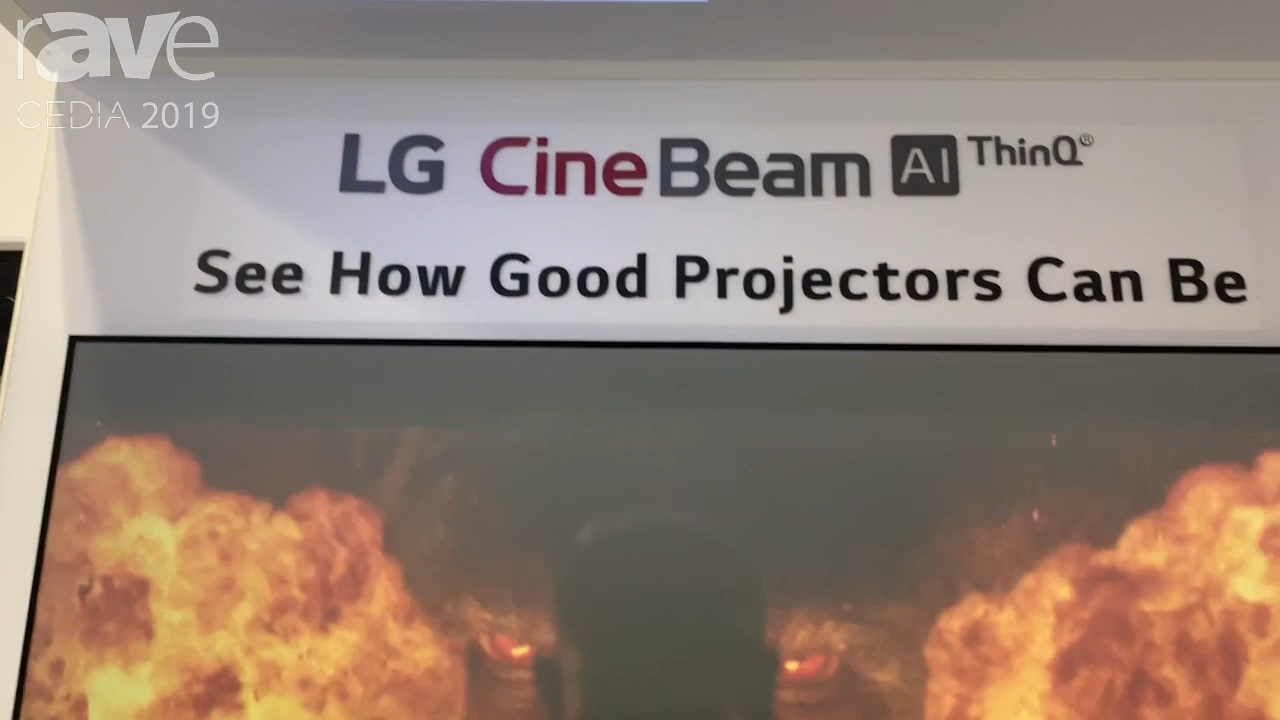 rAVe
CEDIA 2019
LG CineBeam AI ThinQ®
See How Good Projectors Can Be